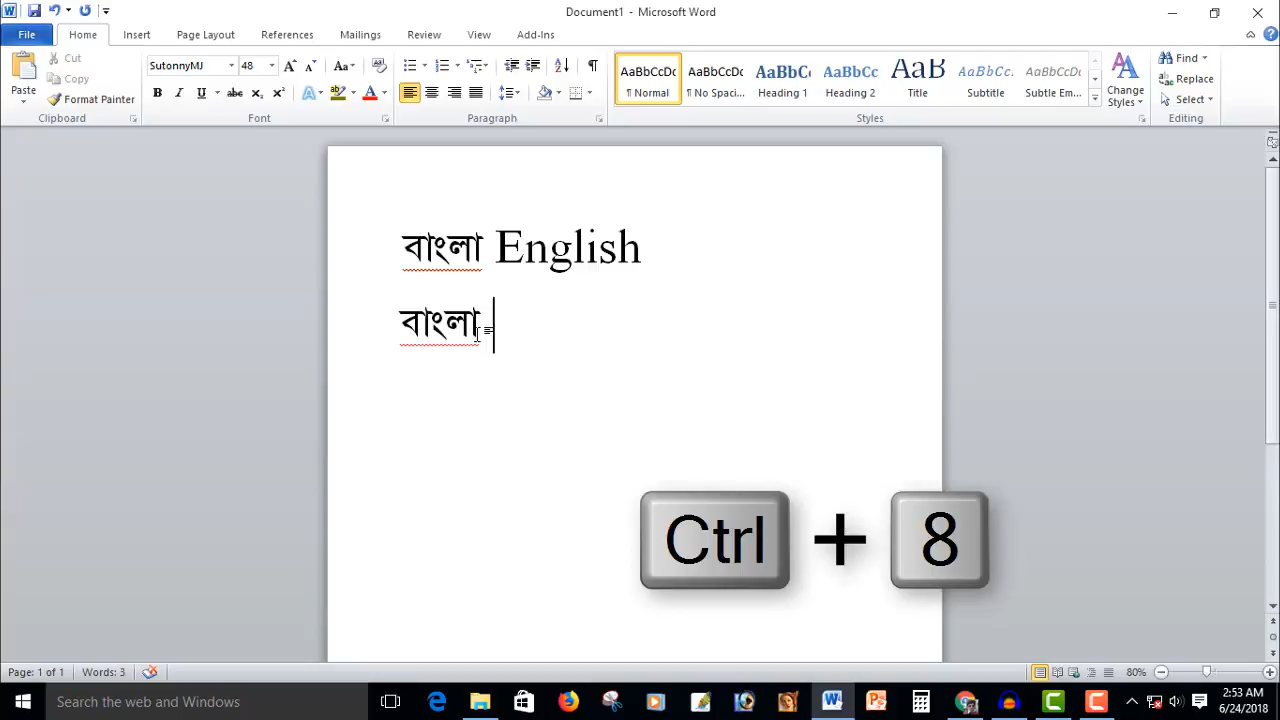 Document1 - Microsoft Word
File Home Insert Page Layout References Mailings Review View Add-Ins
Paste
Cut
Copy
Format Painter
Clipboard
SutonnyMJ 48
Font
Paragraph
AaBbCcDc AaBbCcDc AaBbC AaBbCc AaB AaBbCc. AaBbCcDc
¶ Normal ¶ No Spaci... Heading 1 Heading 2 Title Subtitle Subtle Em...
Change Styles
Styles
Find
Replace
Select
Editing
বাংলা English
বাংলা
Ctrl + 8
Page: 1 of 1 Words: 3 80%
Search the web and Windows
2:53 AM
6/24/2018